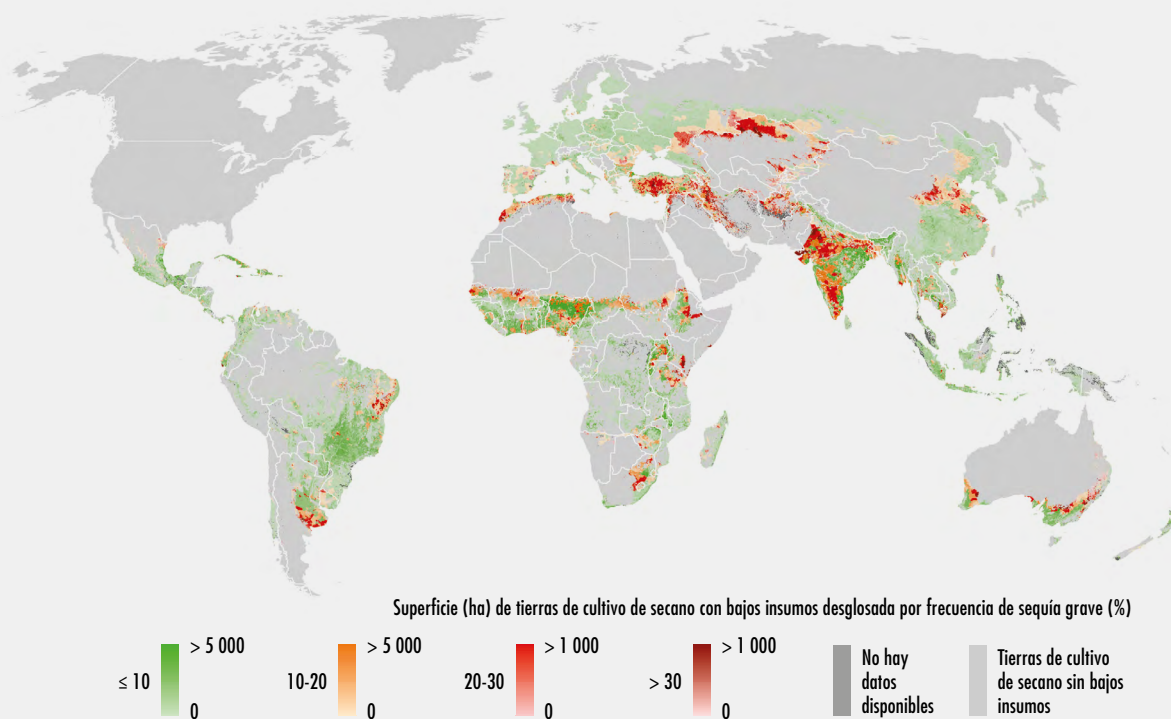 Superficie (ha) de tierras de cultivo de secano con bajos insumos desglosada por frecuencia de sequía grave (%)
≤ 10
> 5 000
0
10-20
> 5 000
0
20-30
> 1 000
0
> 30
> 1 000
0
No hay
datos
disponibles
Tierras de cultivo
de secano sin bajos
insumos